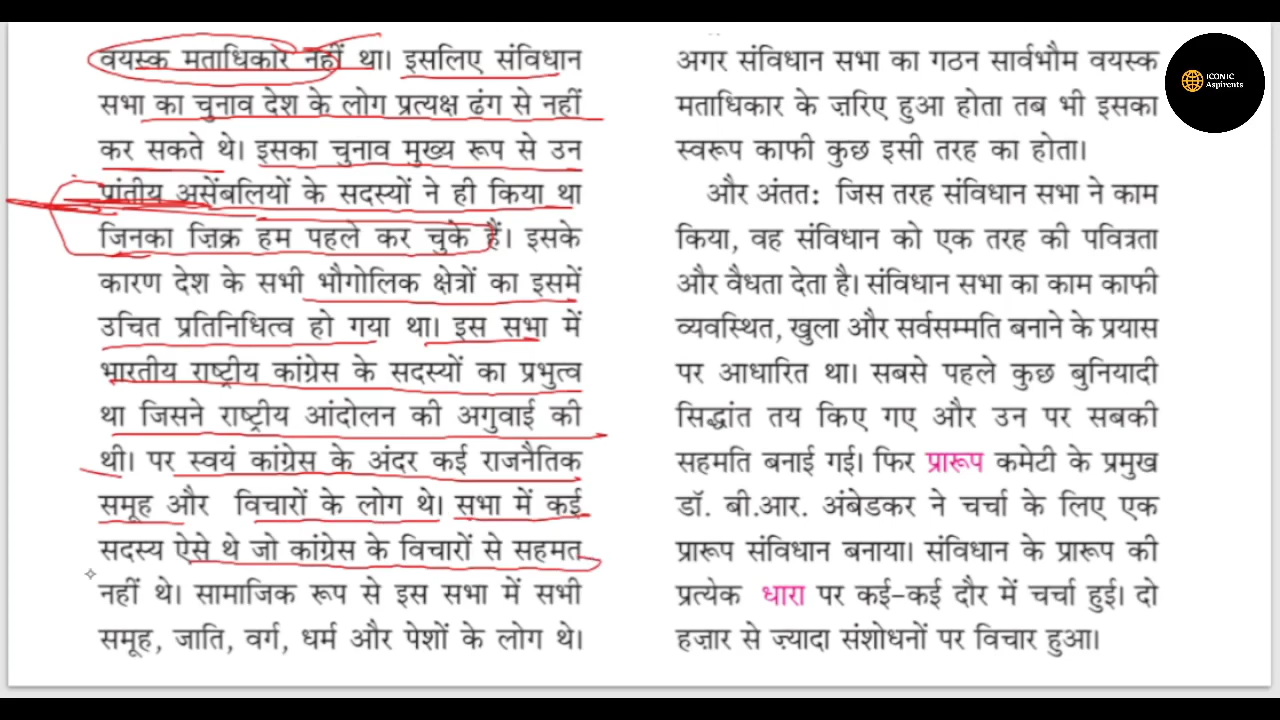 वयस्क मताधिकार नहीं था। इसलिए संविधान
सभा का चुनाव देश के लोग प्रत्यक्ष ढंग से नहीं
कर सकते थे। इसका चुनाव मुख्य रूप से उन
प्रांतीय असेंबलियों के सदस्यों ने ही किया था
जिनका ज़िक्र हम पहले कर चुके हैं। इसके
कारण देश के सभी भौगोलिक क्षेत्रों का इसमें
उचित प्रतिनिधित्व हो गया था। इस सभा में
भारतीय राष्ट्रीय कांग्रेस के सदस्यों का प्रभुत्व
था जिसने राष्ट्रीय आंदोलन की अगुवाई की
थी। पर स्वयं कांग्रेस के अंदर कई राजनैतिक
समूह और विचारों के लोग थे। सभा में कई
सदस्य ऐसे थे जो कांग्रेस के विचारों से सहमत
नहीं थे। सामाजिक रूप से इस सभा में सभी
समूह, जाति, वर्ग, धर्म और पेशों के लोग थे।
अगर संविधान सभा का गठन सार्वभौम वयस्क
मताधिकार के ज़रिए हुआ होता तब भी इसका
स्वरूप काफी कुछ इसी तरह का होता।
और अंततः जिस तरह संविधान सभा ने काम
किया, वह संविधान को एक तरह की पवित्रता
और वैधता देता है। संविधान सभा का काम काफी
व्यवस्थित, खुला और सर्वसम्मति बनाने के प्रयास
पर आधारित था। सबसे पहले कुछ बुनियादी
सिद्धांत तय किए गए और उन पर सबकी
सहमति बनाई गई। फिर प्रारूप कमेटी के प्रमुख
डॉ. बी.आर. अंबेडकर ने चर्चा के लिए एक
प्रारूप संविधान बनाया। संविधान के प्रारूप की
प्रत्येक धारा पर कई-कई दौर में चर्चा हुई। दो
हज़ार से ज़्यादा संशोधनों पर विचार हुआ।
ICONIC
Aspirents